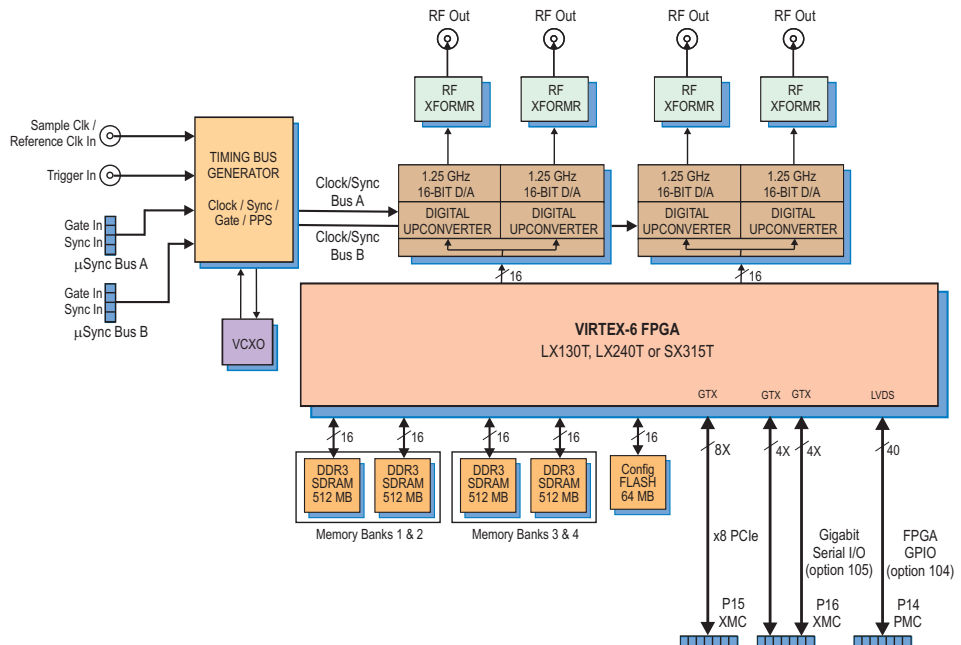 RF Out
RF Out
RF Out
RF Out
RF
XFORMR
RF
XFORMR
RF
XFORMR
RF
XFORMR
Sample Clk /
Reference Clk In
Trigger In
Gate In
Sync In
μSync Bus A
Gate In
Sync In
μSync Bus B
TIMING BUS
GENERATOR
Clock / Sync /
Gate / PPS
VCXO
Clock/Sync
Bus A
Clock/Sync
Bus B
1.25 GHz
16-BIT D/A
1.25 GHz
16-BIT D/A
DIGITAL
UPCONVERTER
DIGITAL
UPCONVERTER
1.25 GHz
16-BIT D/A
1.25 GHz
16-BIT D/A
DIGITAL
UPCONVERTER
DIGITAL
UPCONVERTER
16
16
VIRTEX-6 FPGA
LX130T, LX240T or SX315T
GTX
GTX
GTX
LVDS
16
16
16
16
16
8X
4X
4X
40
DDR3
SDRAM
512 MB
DDR3
SDRAM
512 MB
DDR3
SDRAM
512 MB
DDR3
SDRAM
512 MB
Config
FLASH
64 MB
Memory Banks 1 & 2
Memory Banks 3 & 4
x8 PCIe
Gigabit
Serial I/O
(option 105)
FPGA
GPIO
(option 104)
P15
XMC
P16
XMC
P14
PMC